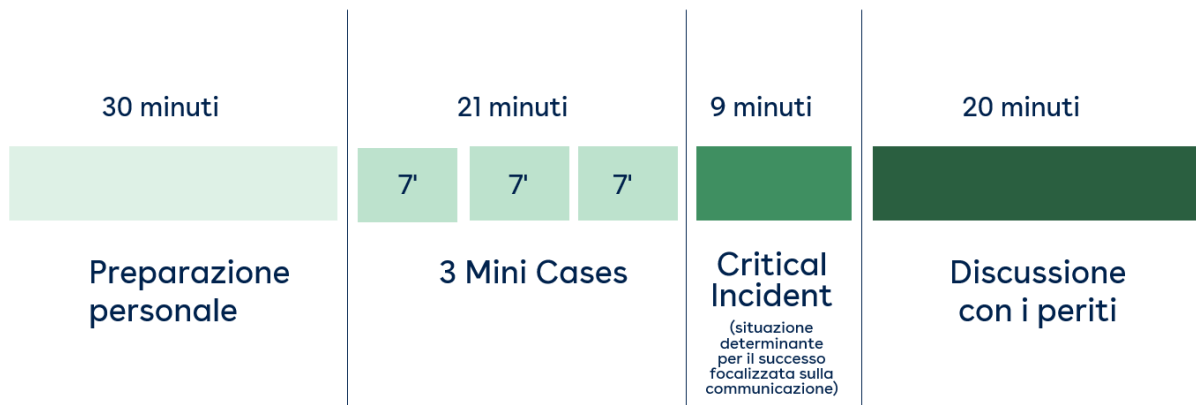 30 minuti
21 minuti
9 minuti
20 minuti
7'
7'
7'
Preparazione
personale
3 Mini Cases
Critical
Incident
(situazione
determinante
per il successo
focalizzata sulla
communicazione)
Discussione
con i periti